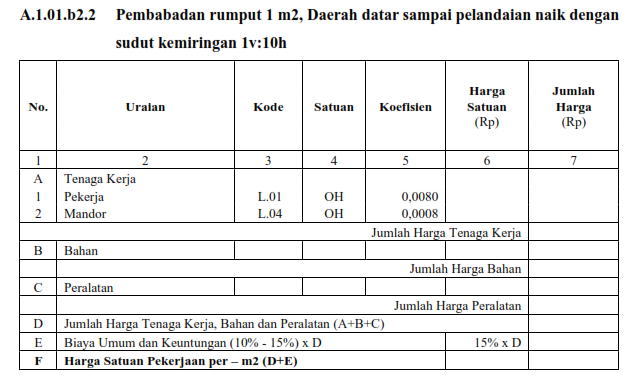 A.1.01.b2.2 Pembabadan rumput 1 m2, Daerah datar sampai pelandaian naik dengan
sudut kemiringan 1v:10h
No. Uraian Kode Satuan Koefisien Harga Satuan (Rp) Jumlah Harga (Rp)
1 2 3 4 5 6 7
A Tenaga Kerja
1 Pekerja L.01 OH 0,0080
2 Mandor L.04 OH 0,0008
Jumlah Harga Tenaga Kerja
B Bahan
Jumlah Harga Bahan
C Peralatan
Jumlah Harga Peralatan
D Jumlah Harga Tenaga Kerja, Bahan dan Peralatan (A+B+C)
E Biaya Umum dan Keuntungan (10% - 15%) x D 15% x D
F Harga Satuan Pekerjaan per – m2 (D+E)